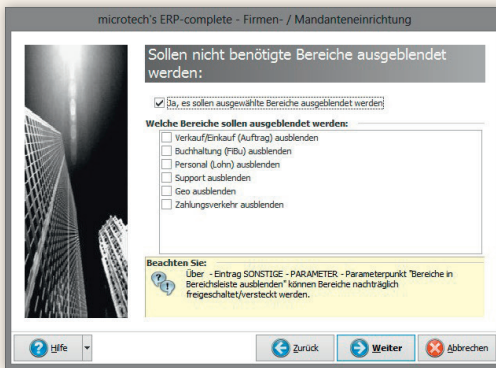 microtech's ERP-complete - Firmen- / Mandanteneinrichtung
Sollen nicht benötigte Bereiche ausgeblendet
werden:
Ja, es sollen ausgewählte Bereiche ausgeblendet werden
Welche Bereiche sollen ausgeblendet werden:
Verkauf/Einkauf (Auftrag) ausblenden
Buchhaltung (FiBu) ausblenden
Personal (Lohn) ausblenden
Support ausblenden
Geo ausblenden
Zahlungsverkehr ausblenden
Beachten Sie:
Über - Eintrag SONSTIGE - PARAMETER - Parameterpunkt "Bereiche in
Bereichsleiste ausblenden" können Bereiche nachträglich
freigeschaltet/versteckt werden.
Hilfe
Zurück
Weiter
Abbrechen